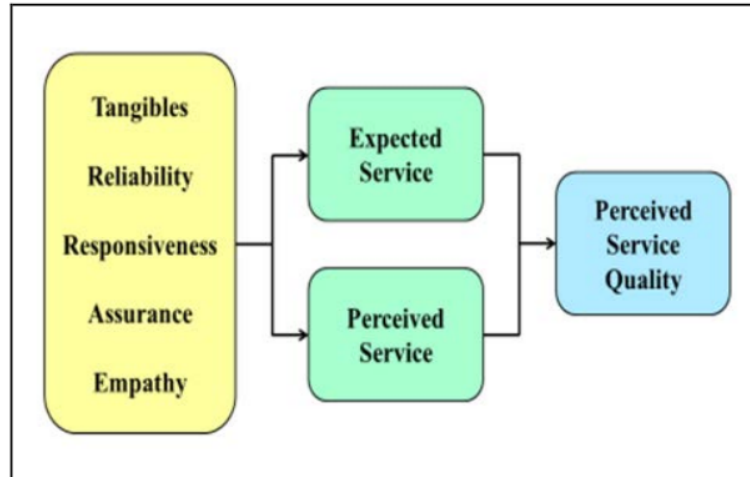 Tangibles
Reliability
Responsiveness
Assurance
Empathy
Expected
Service
Perceived
Service
Perceived
Service
Quality